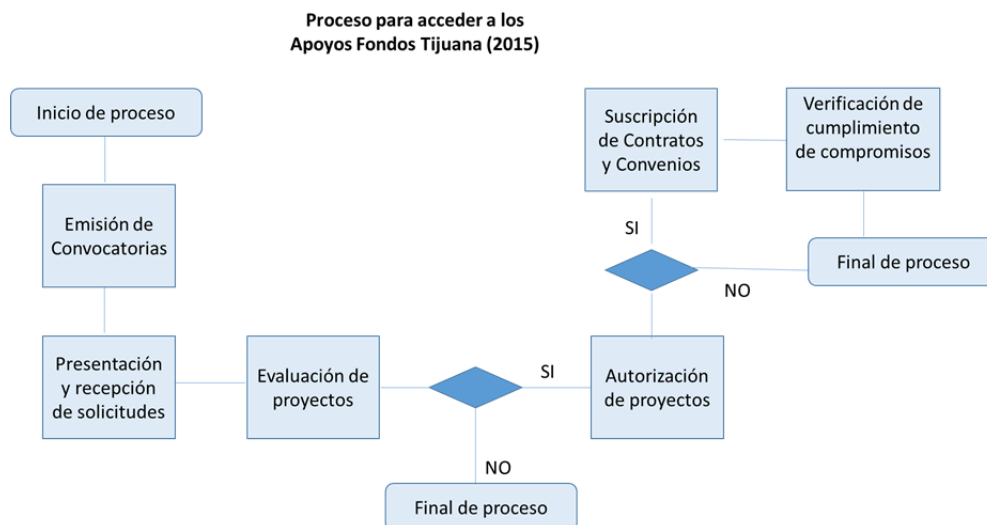 Proceso para acceder a los
Apoyos Fondos Tijuana (2015)
Inicio de proceso
Emisión de
Convocatorias
Presentación
y recepción
de solicitudes
Evaluación de
proyectos
SI
NO
Final de proceso
Autorización
de proyectos
SI
NO
Suscripción
de Contratos
y Convenios
Verificación de
cumplimiento
de compromisos
Final de proceso